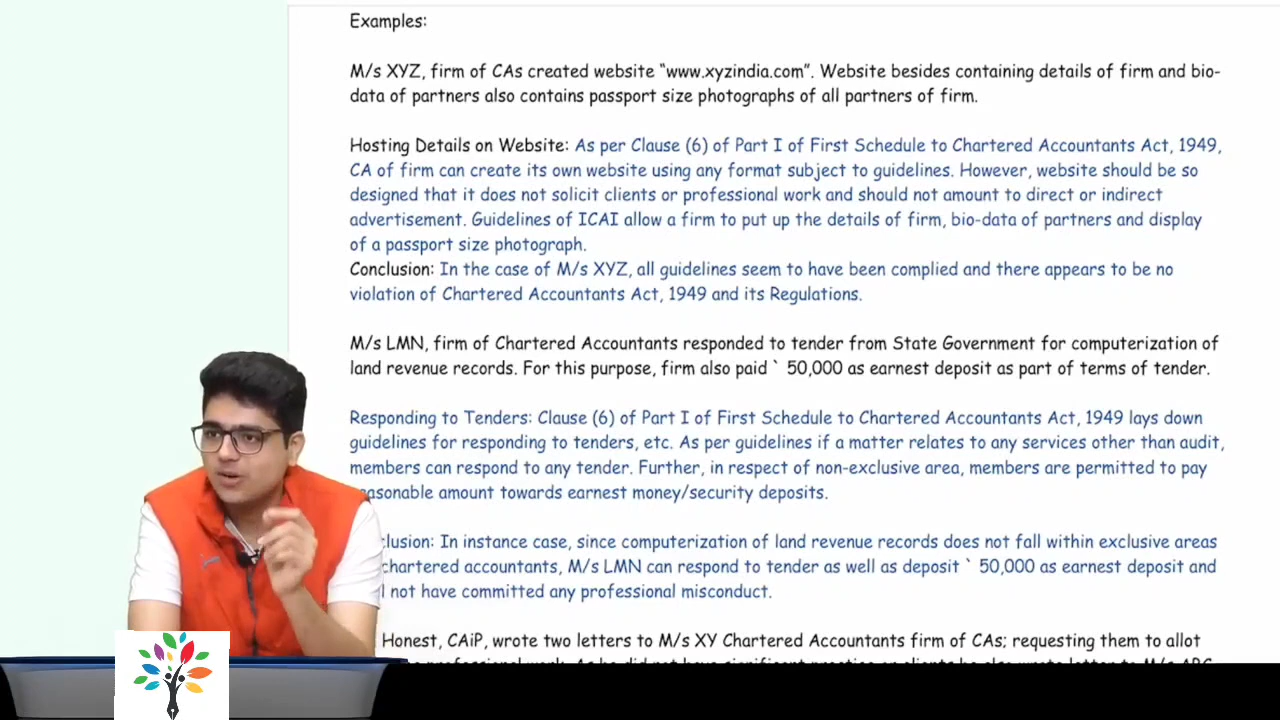 Examples:
M/s XYZ, firm of CAs created website “www.xyzindia.com”. Website besides containing details of firm and bio-
data of partners also contains passport size photographs of all partners of firm.
Hosting Details on Website: As per Clause (6) of Part I of First Schedule to Chartered Accountants Act, 1949,
CA of firm can create its own website using any format subject to guidelines. However, website should be so
designed that it does not solicit clients or professional work and should not amount to direct or indirect
advertisement. Guidelines of ICAI allow a firm to put up the details of firm, bio-data of partners and display
of a passport size photograph.
Conclusion: In the case of M/s XYZ, all guidelines seem to have been complied and there appears to be no
violation of Chartered Accountants Act, 1949 and its Regulations.
M/s LMN, firm of Chartered Accountants responded to tender from State Government for computerization of
land revenue records. For this purpose, firm also paid ` 50,000 as earnest deposit as part of terms of tender.
Responding to Tenders: Clause (6) of Part I of First Schedule to Chartered Accountants Act, 1949 lays down
guidelines for responding to tenders, etc. As per guidelines if a matter relates to any services other than audit,
members can respond to any tender. Further, in respect of non-exclusive area, members are permitted to pay
easonable amount towards earnest money/security deposits.
clusion: In instance case, since computerization of land revenue records does not fall within exclusive areas
chartered accountants, M/s LMN can respond to tender as well as deposit ` 50,000 as earnest deposit and
not have committed any professional misconduct.
Honest, CAiP, wrote two letters to M/s XY Chartered Accountants firm of CAs; requesting them to allot